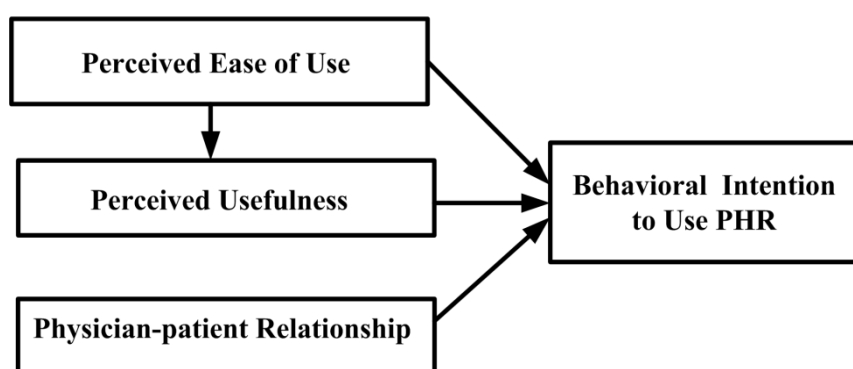 Perceived Ease of Use
Perceived Usefulness
Behavioral Intention
to Use PHR
Physician-patient Relationship